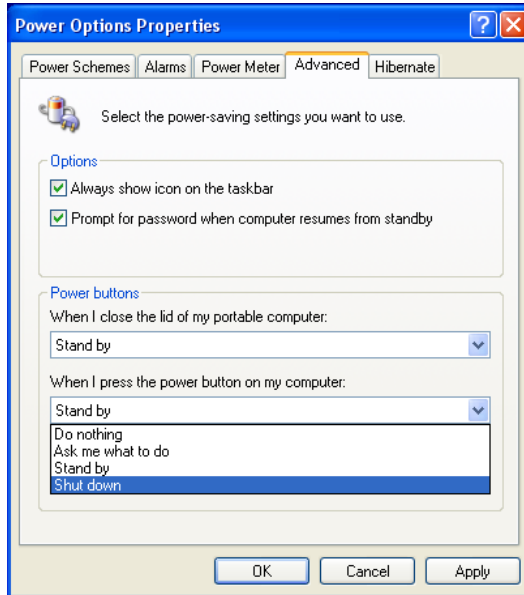 Power Options Properties
Power Schemes Alarms Power Meter Advanced Hibernate
Select the power-saving settings you want to use.
Options
Always show icon on the taskbar
Prompt for password when computer resumes from standby
Power buttons
When I close the lid of my portable computer:
Stand by
When I press the power button on my computer:
Stand by
Do nothing
Ask me what to do
Stand by
Shut down
OK Cancel Apply